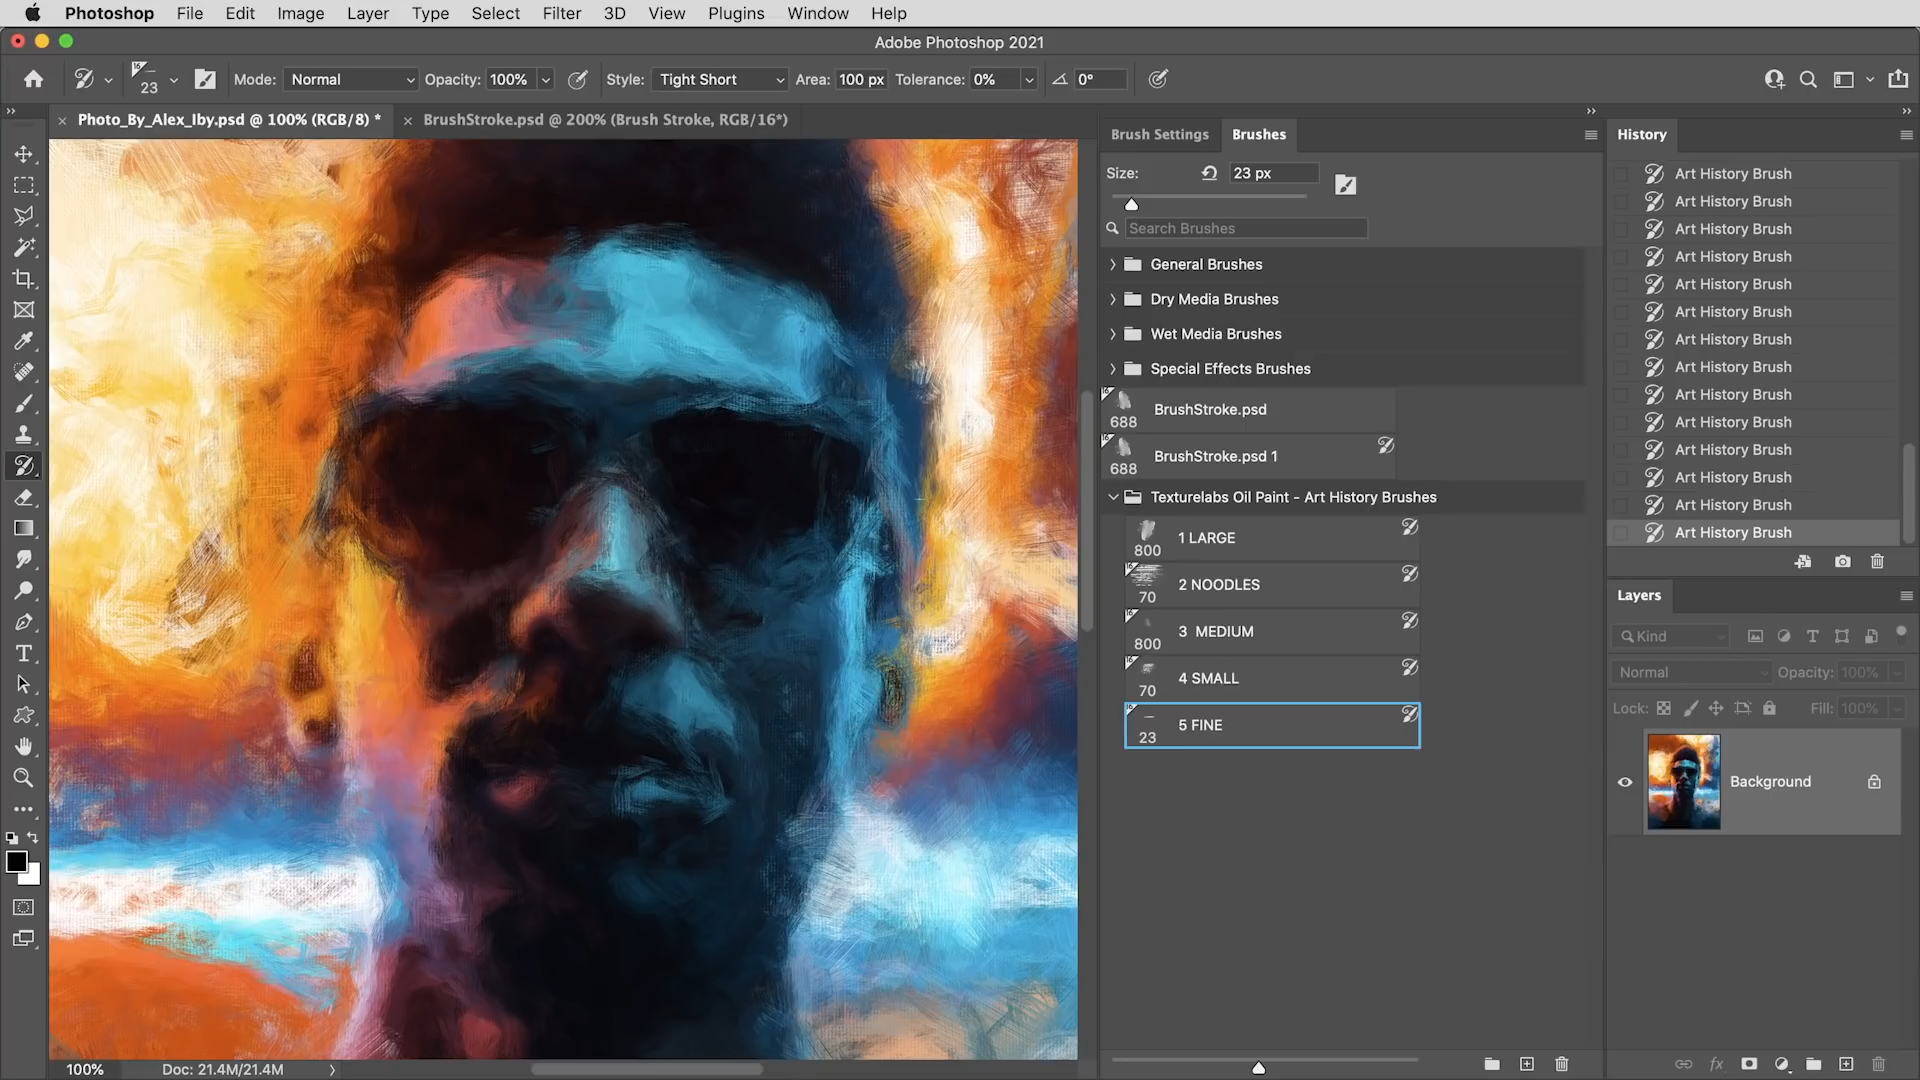 Photoshop File Edit Image Layer Type Select Filter 3D View Plugins Window Help
Adobe Photoshop 2021
23 Mode: Normal Opacity: 100% Style: Tight Short Area: 100 px Tolerance: 0% 0°
Photo_By_Alex_Iby.psd @ 100% (RGB/8) *
BrushStroke.psd @ 200% (Brush Stroke, RGB/16*)
Brush Settings Brushes
Size: 23 px
Search Brushes
General Brushes
Dry Media Brushes
Wet Media Brushes
Special Effects Brushes
BrushStroke.psd
688
BrushStroke.psd 1
688
Texturelabs Oil Paint - Art History Brushes
1 LARGE
800
2 NOODLES
70
3 MEDIUM
800
4 SMALL
70
5 FINE
23
History
Art History Brush
Art History Brush
Art History Brush
Art History Brush
Art History Brush
Art History Brush
Art History Brush
Art History Brush
Art History Brush
Art History Brush
Art History Brush
Art History Brush
Art History Brush
Art History Brush
Layers
Kind
Normal Opacity: 100%
Lock: Fill: 100%
Background
fx
100% Doc: 21.4M/21.4M